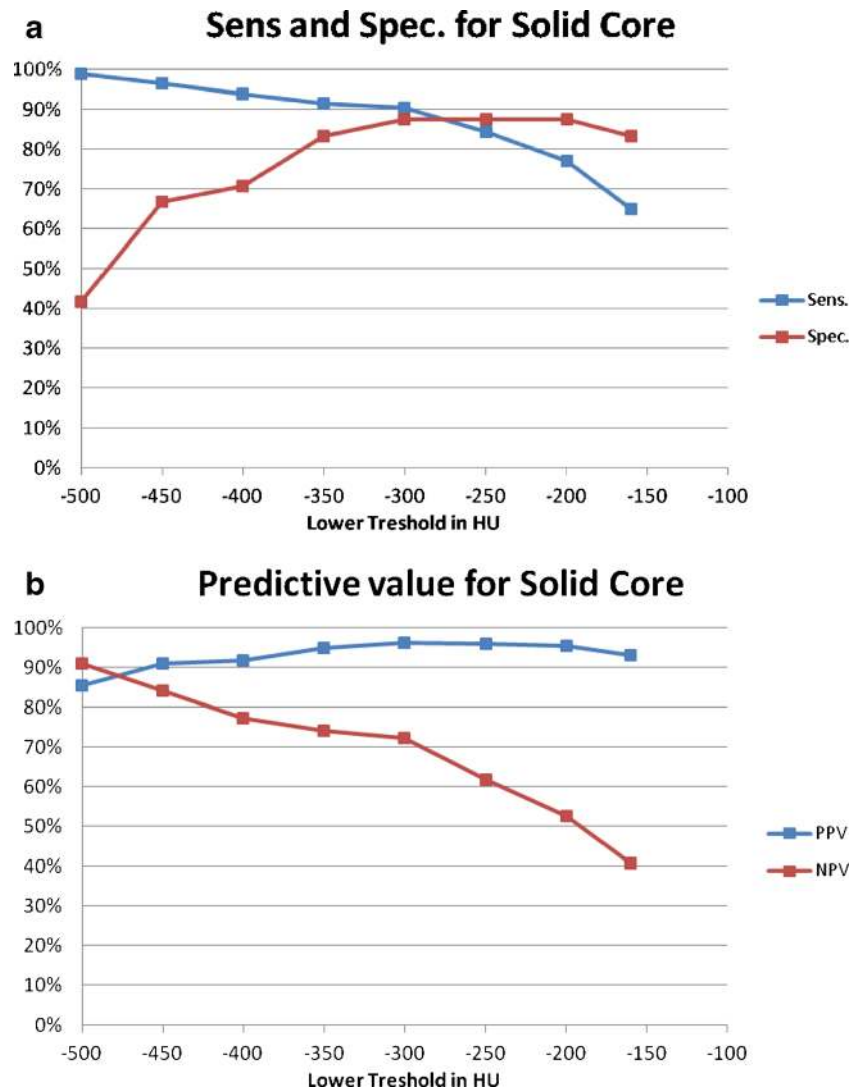 a
Sens and Spec. for Solid Core
100%
90%
80%
70%
60%
50%
40%
30%
20%
10%
0%
-500 -450 -400 -350 -300 -250 -200 -150 -100
Lower Treshold in HU
Sens.
Spec.
b
Predictive value for Solid Core
100%
90%
80%
70%
60%
50%
40%
30%
20%
10%
0%
-500 -450 -400 -350 -300 -250 -200 -150 -100
Lower Treshold in HU
PPV
NPV